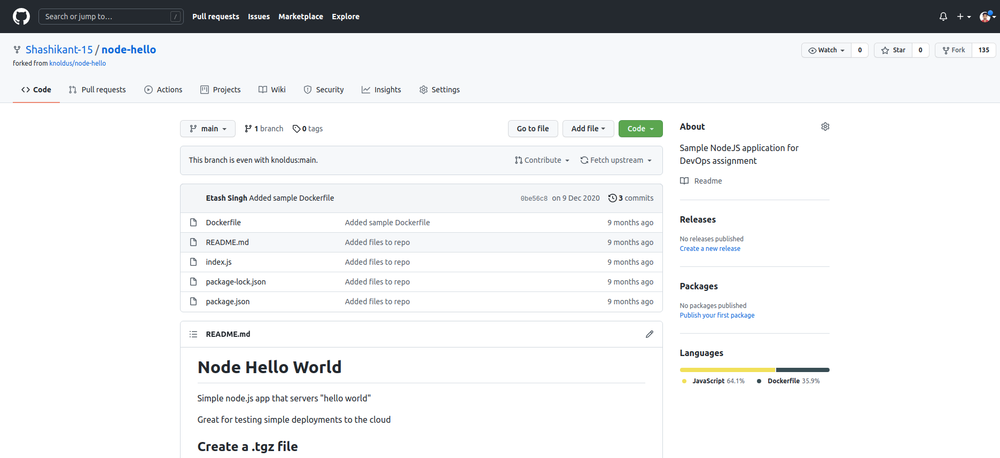 Search or jump to… /
Pull requests Issues Marketplace Explore
Shashikant-15 / node-hello
Watch 0 Star 0 Fork 135
forked from knoldus/node-hello
Code Pull requests Actions Projects Wiki Security Insights Settings
main 1 branch 0 tags Go to file Add file Code
This branch is even with knoldus:main. Contribute Fetch upstream
Etash Singh Added sample Dockerfile 0be56c8 on 9 Dec 2020 3 commits
Dockerfile Added sample Dockerfile 9 months ago
README.md Added files to repo 9 months ago
index.js Added files to repo 9 months ago
package-lock.json Added files to repo 9 months ago
package.json Added files to repo 9 months ago
README.md
Node Hello World
Simple node.js app that servers "hello world"
Great for testing simple deployments to the cloud
Create a .tgz file
About
Sample NodeJS application for
DevOps assignment
Readme
Releases
No releases published
Create a new release
Packages
No packages published
Publish your first package
Languages
JavaScript 64.1% Dockerfile 35.9%